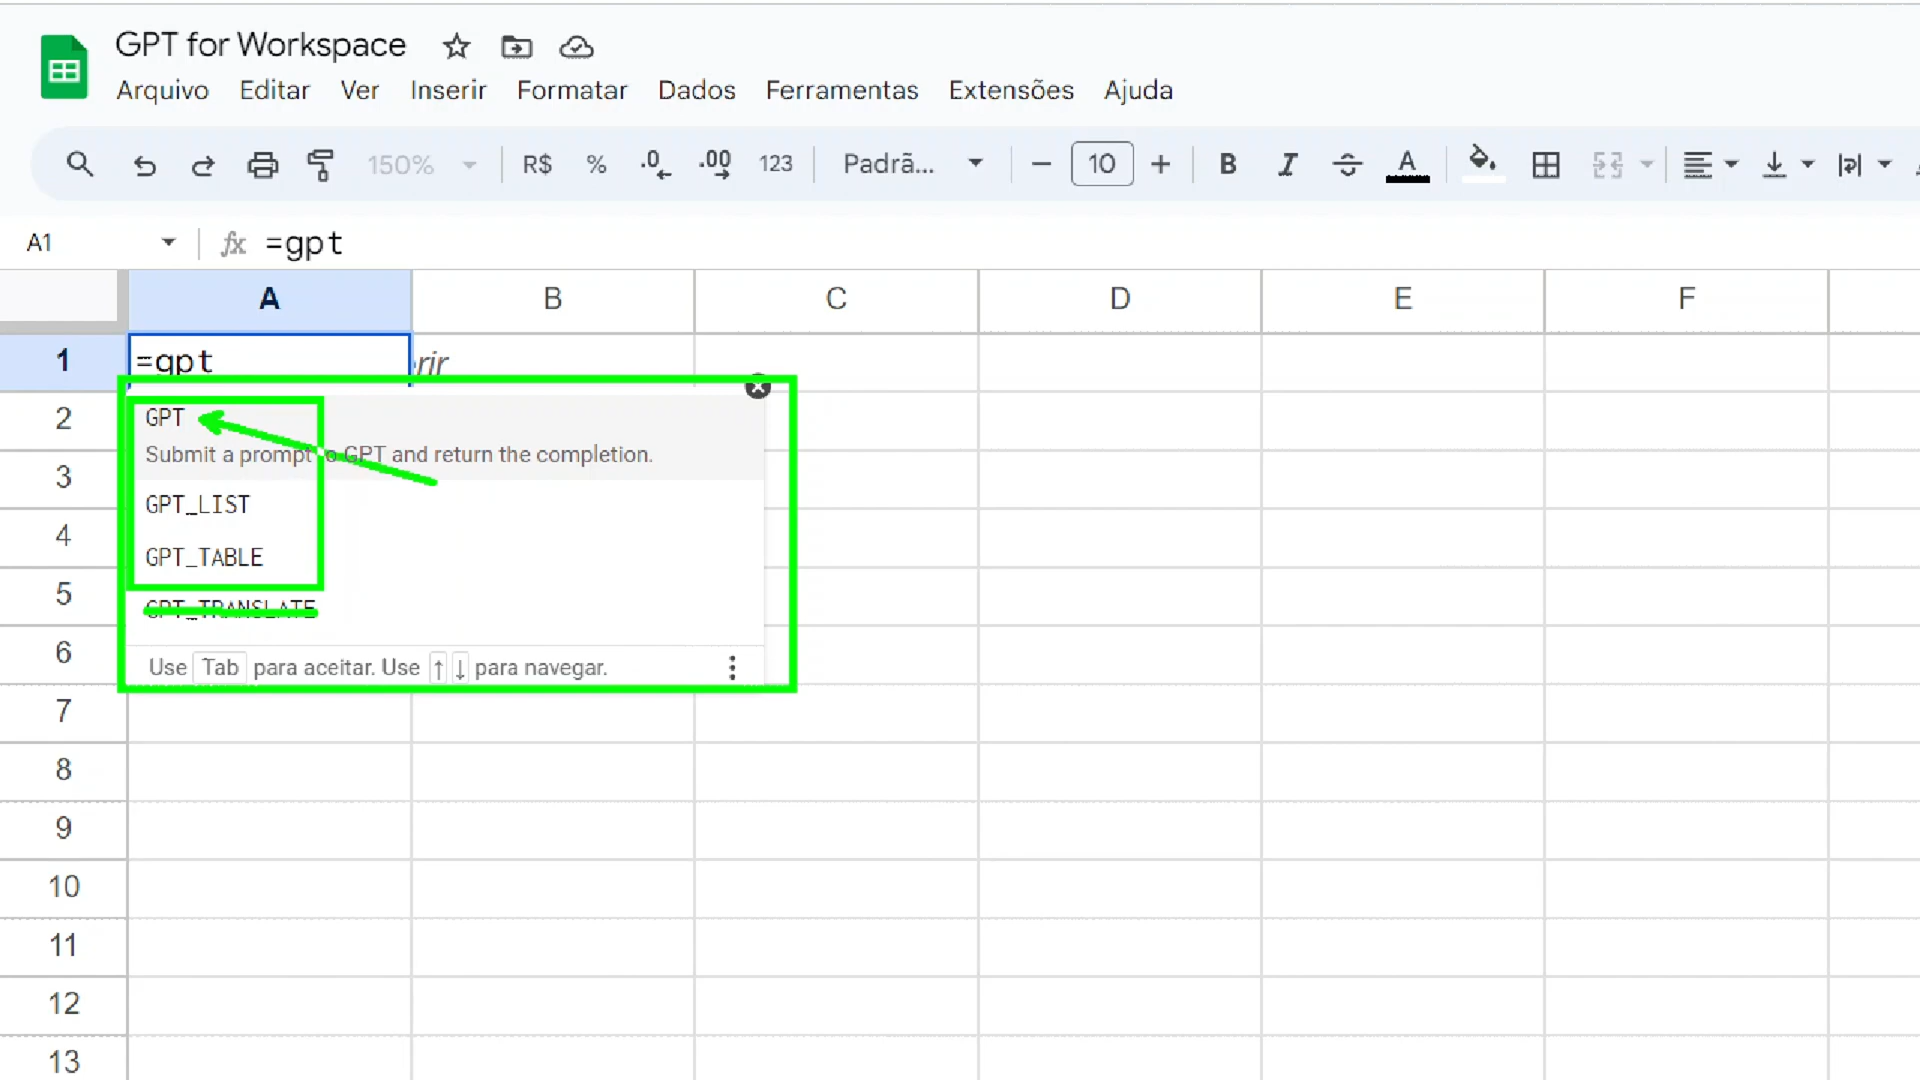 GPT for Workspace
Arquivo Editar Ver Inserir Formatar Dados Ferramentas Extensões Ajuda
150% R$ % .0 .00 123 Padrã... 10 B I A
A1 fx =gpt
A B C D E F
1 =gpt rir
2 GPT
Submit a prompt to GPT and return the completion.
3
GPT_LIST
4
GPT_TABLE
5
GPT_TRANSLATE
6
Use Tab para aceitar. Use ↑ ↓ para navegar.
7
8
9
10
11
12
13